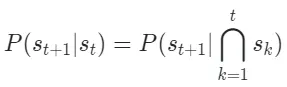 P(s_{t+1}|s_t) = P(s_{t+1}| \bigcap_{k=1}^{t} s_k)